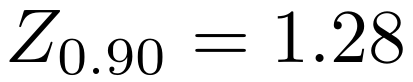 Z_{0.90} = 1.28